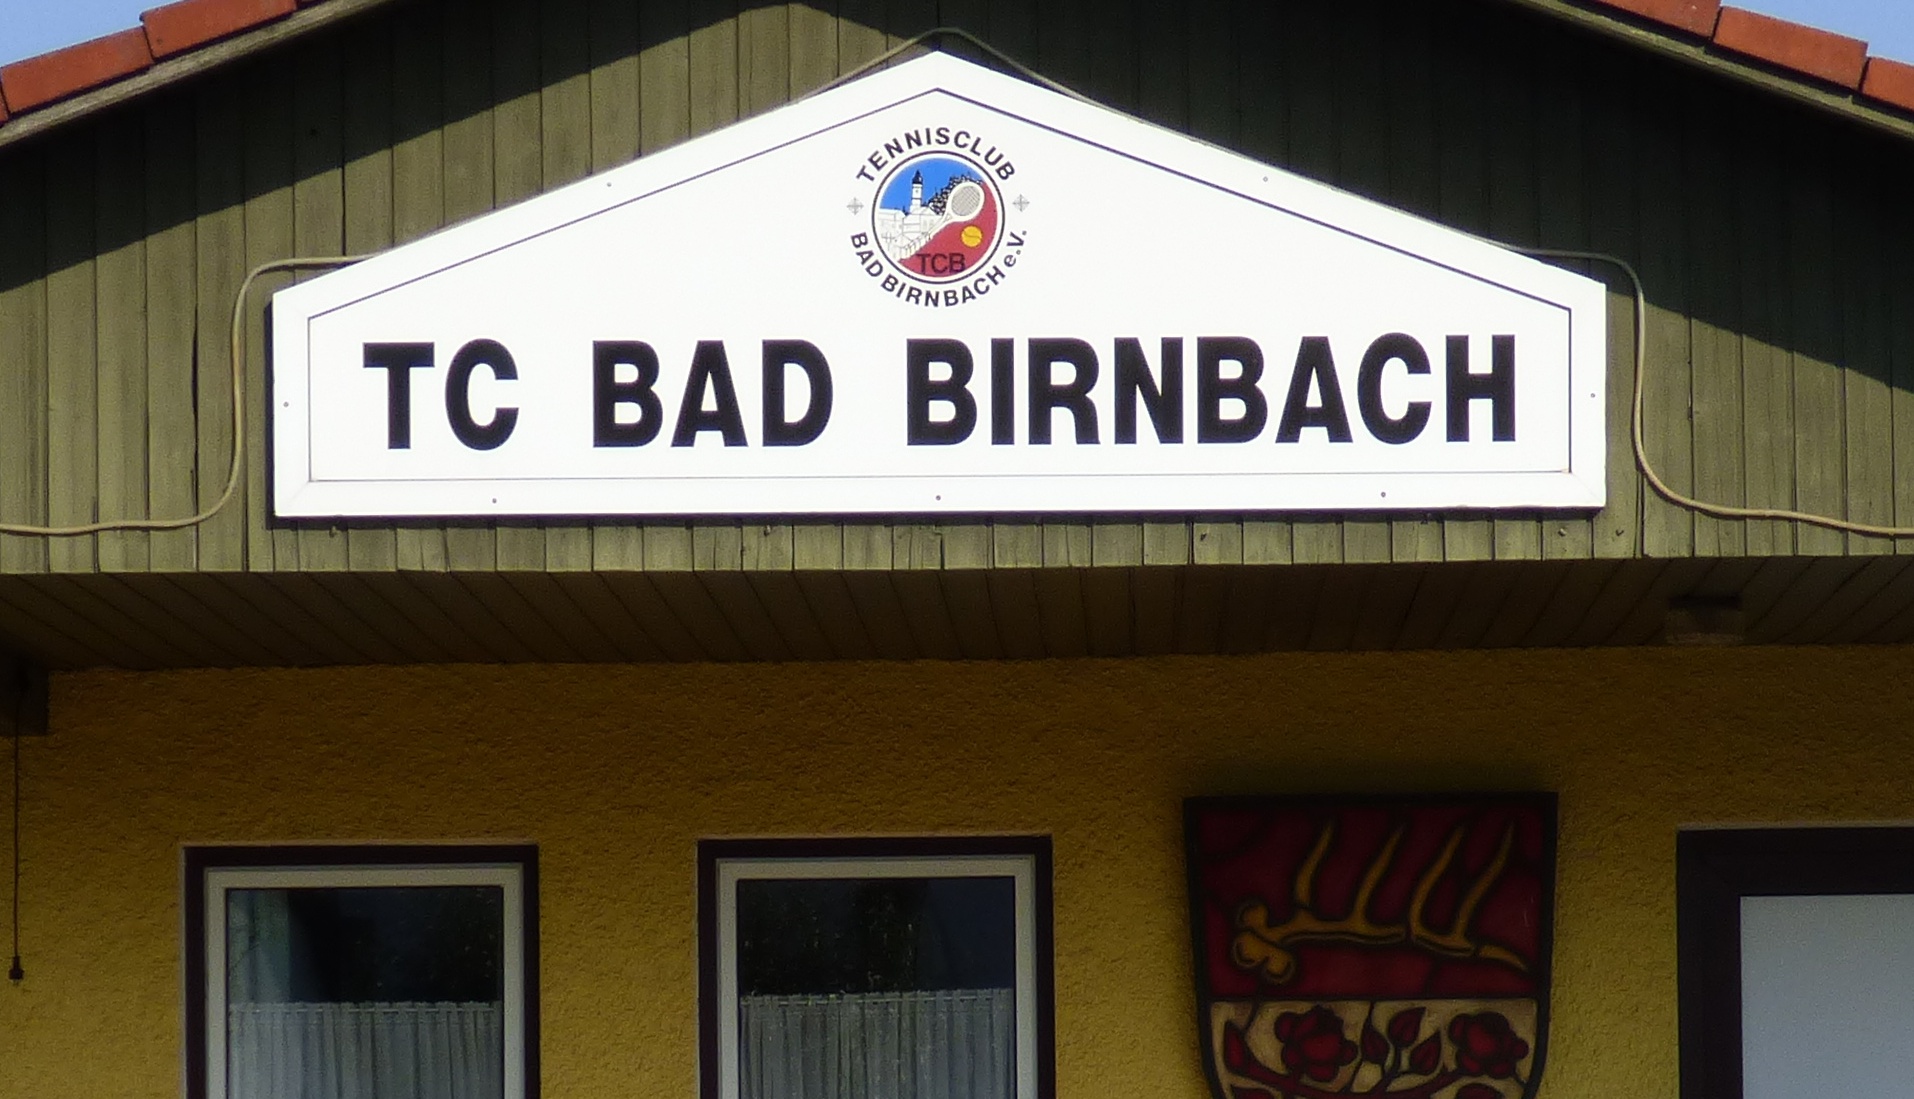 TENNISCLUB
TCB
BAD BIRNBACH e.V.
TC BAD BIRNBACH